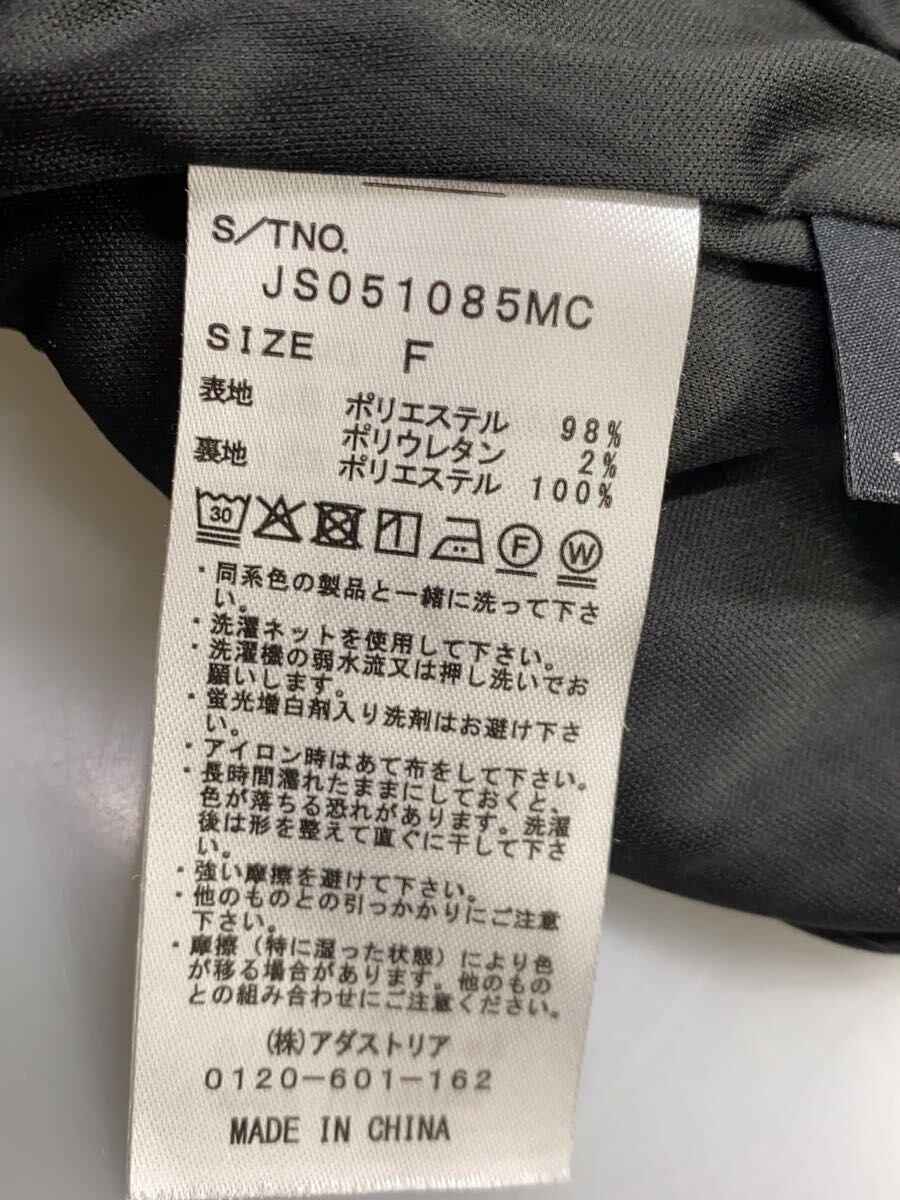 S/TNO.
JS051085MC
SIZE F
表地 ポリエステル 98%
ポリウレタン 2%
裏地 ポリエステル 100%
30 F W
・同系色の製品と一緒に洗って下さ
い。
・洗濯ネットを使用して下さい。
・洗濯機の弱水流又は押し洗いでお
願いします。
・蛍光増白剤入り洗剤はお避け下さ
い。
・アイロン時はあて布をして下さい。
・長時間濡れたままにしておくと、
色が落ちる恐れがあります。洗濯
後は形を整えて直ぐに干して下さ
い。
・強い摩擦を避けて下さい。
・他のものとの引っかかりにご注意
下さい。
・摩擦（特に湿った状態）により色
が移る場合があります。他のもの
との組み合わせにご注意ください。
(株)アダストリア
0120-601-162
MADE IN CHINA